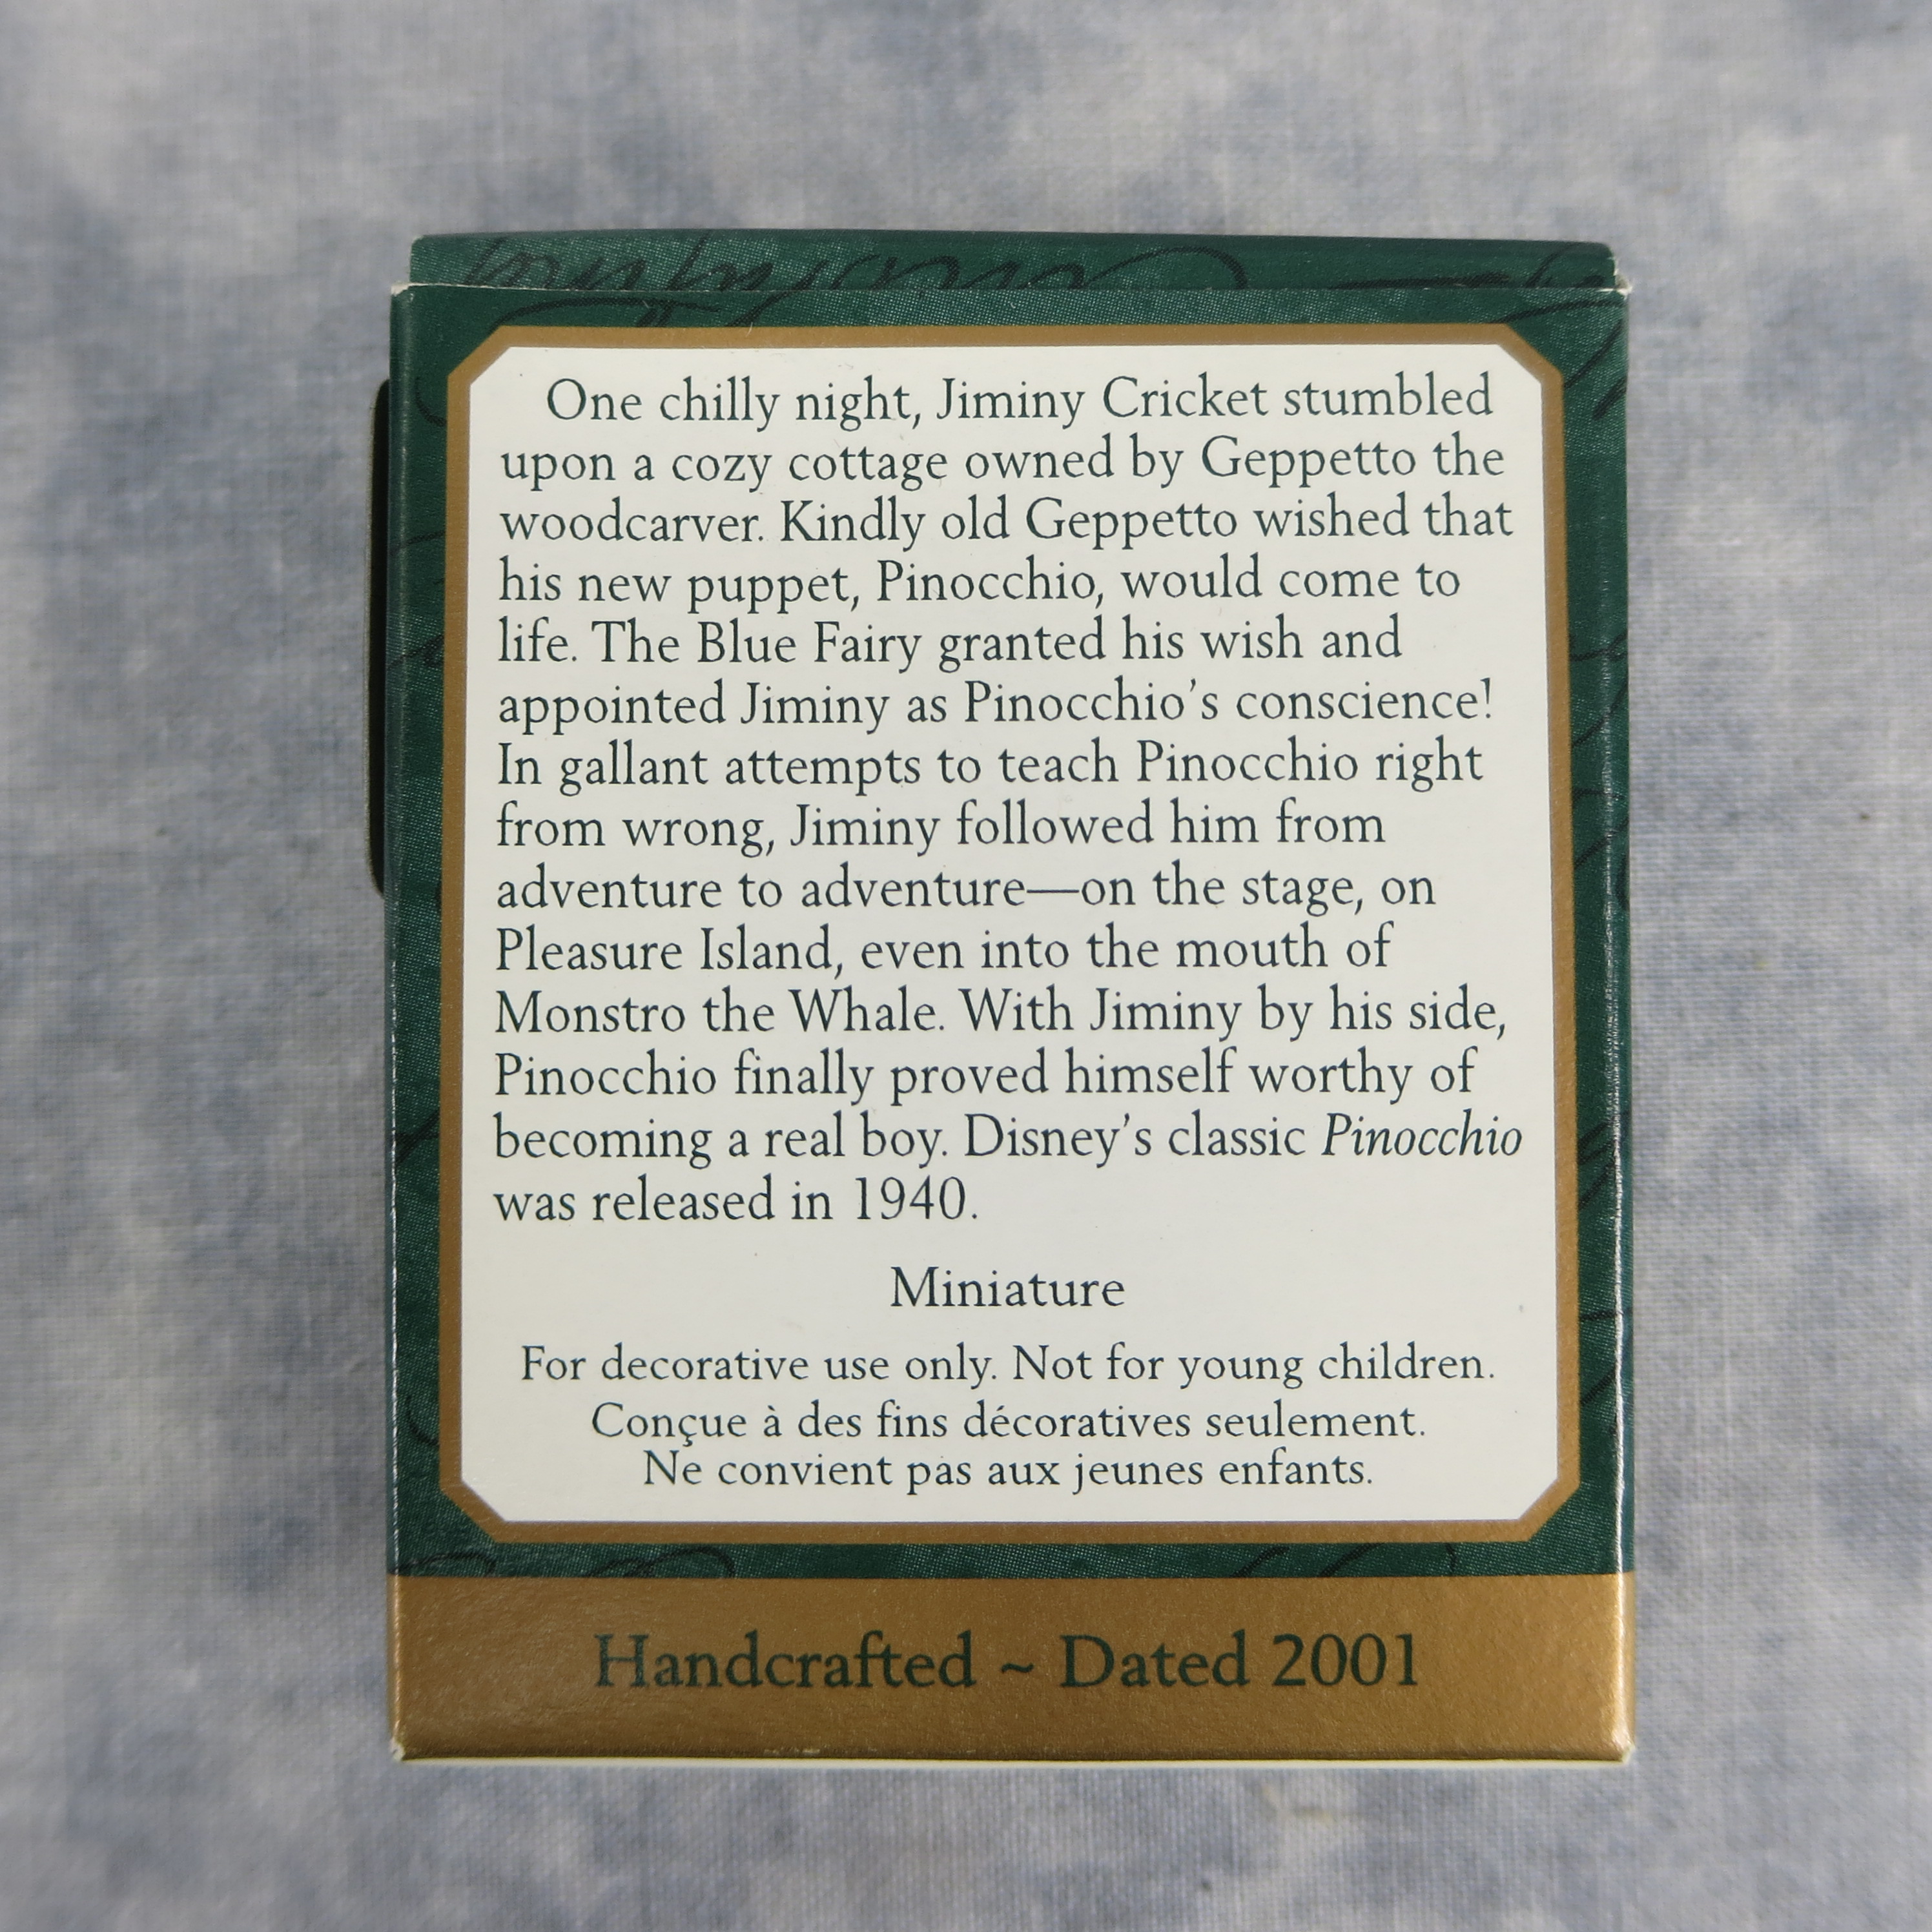 One chilly night, Jiminy Cricket stumbled
upon a cozy cottage owned by Geppetto the
woodcarver. Kindly old Geppetto wished that
his new puppet, Pinocchio, would come to
life. The Blue Fairy granted his wish and
appointed Jiminy as Pinocchio's conscience!
In gallant attempts to teach Pinocchio right
from wrong, Jiminy followed him from
adventure to adventure—on the stage, on
Pleasure Island, even into the mouth of
Monstro the Whale. With Jiminy by his side,
Pinocchio finally proved himself worthy of
becoming a real boy. Disney's classic Pinocchio
was released in 1940.
Miniature
For decorative use only. Not for young children.
Conçue à des fins décoratives seulement.
Ne convient pas aux jeunes enfants.
Handcrafted ~ Dated 2001